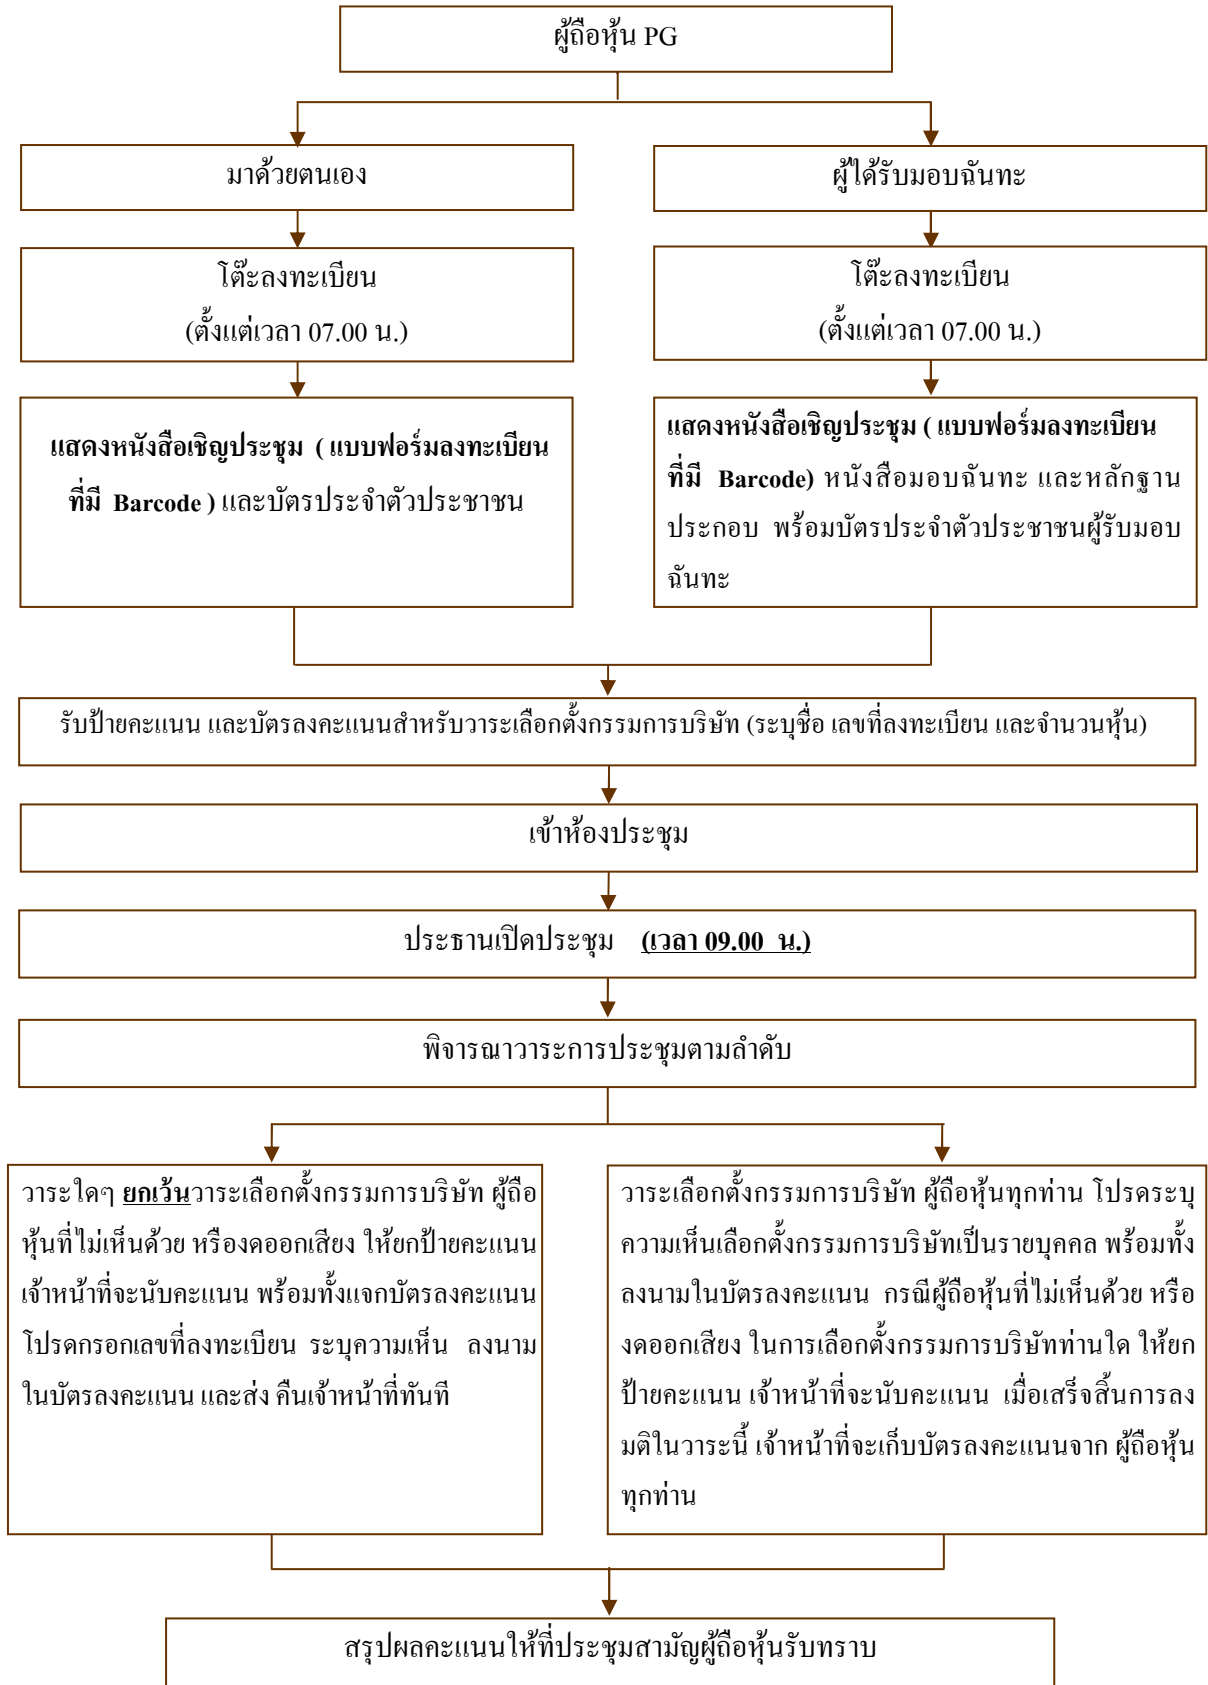 ผู้ถือหุ้น PG
มาด้วยตนเอง
ผู้ได้รับมอบฉันทะ
โต๊ะลงทะเบียน
(ตั้งแต่เวลา 07.00 น.)
โต๊ะลงทะเบียน
(ตั้งแต่เวลา 07.00 น.)
แสดงหนังสือเชิญประชุม ( แบบฟอร์มลงทะเบียน
ที่มี Barcode ) และบัตรประจำตัวประชาชน
แสดงหนังสือเชิญประชุม ( แบบฟอร์มลงทะเบียน
ที่มี Barcode) หนังสือมอบฉันทะ และหลักฐาน
ประกอบ พร้อมบัตรประจำตัวประชาชนผู้รับมอบ
ฉันทะ
รับป้ายคะแนน และบัตรลงคะแนนสำหรับวาระเลือกตั้งกรรมการบริษัท (ระบุชื่อ เลขที่ลงทะเบียน และจำนวนหุ้น)
เข้าห้องประชุม
ประธานเปิดประชุม (เวลา 09.00 น.)
พิจารณาวาระการประชุมตามลำดับ
วาระใดๆ ยกเว้นวาระเลือกตั้งกรรมการบริษัท ผู้ถือ
หุ้นที่ไม่เห็นด้วย หรืองดออกเสียง ให้ยกป้ายคะแนน
เจ้าหน้าที่จะนับคะแนน พร้อมทั้งแจกบัตรลงคะแนน
โปรดกรอกเลขที่ลงทะเบียน ระบุความเห็น ลงนาม
ในบัตรลงคะแนน และส่ง คืนเจ้าหน้าที่ทันที
วาระเลือกตั้งกรรมการบริษัท ผู้ถือหุ้นทุกท่าน โปรดระบุ
ความเห็นเลือกตั้งกรรมการบริษัทเป็นรายบุคคล พร้อมทั้ง
ลงนามในบัตรลงคะแนน กรณีผู้ถือหุ้นที่ไม่เห็นด้วย หรือ
งดออกเสียง ในการเลือกตั้งกรรมการบริษัทท่านใด ให้ยก
ป้ายคะแนน เจ้าหน้าที่จะนับคะแนน เมื่อเสร็จสิ้นการลง
มติในวาระนี้ เจ้าหน้าที่จะเก็บบัตรลงคะแนนจาก ผู้ถือหุ้น
ทุกท่าน
สรุปผลคะแนนให้ที่ประชุมสามัญผู้ถือหุ้นรับทราบ